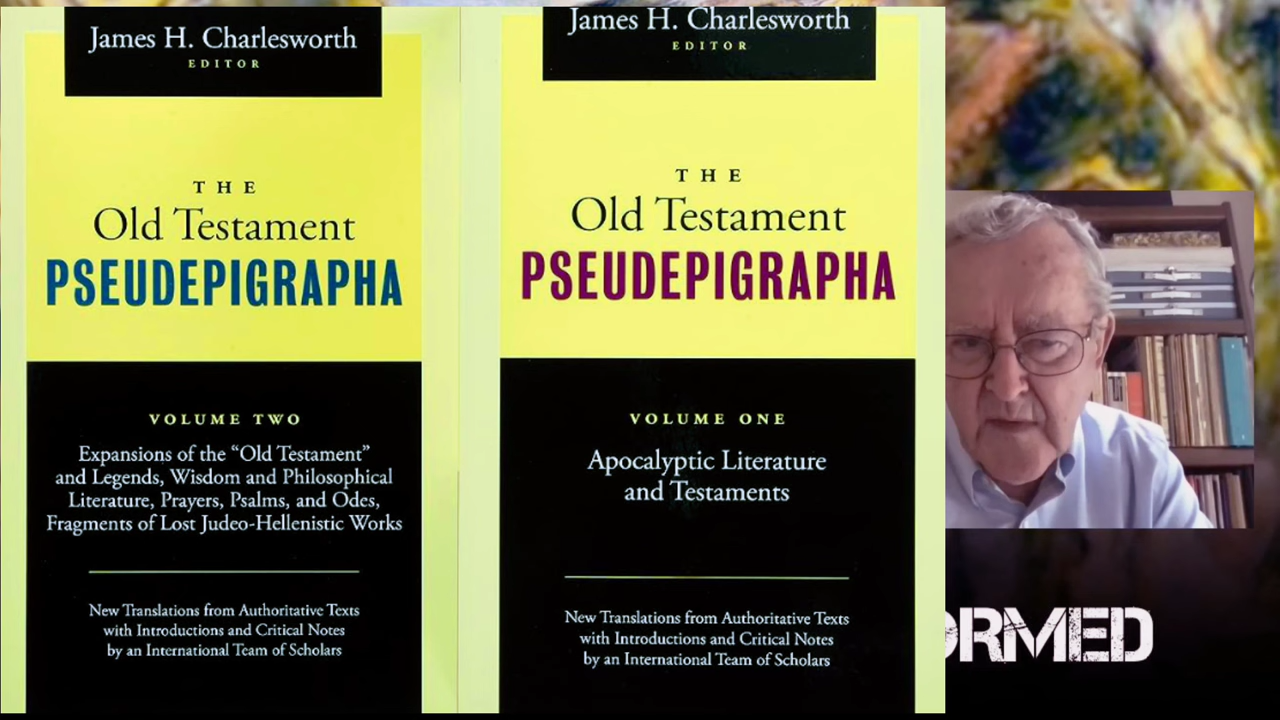 James H. Charlesworth
EDITOR
THE
Old Testament
PSEUDEPIGRAPHA
VOLUME TWO
Expansions of the “Old Testament”
and Legends, Wisdom and Philosophical
Literature, Prayers, Psalms, and Odes,
Fragments of Lost Judeo-Hellenistic Works
New Translations from Authoritative Texts
with Introductions and Critical Notes
by an International Team of Scholars
James H. Charlesworth
EDITOR
THE
Old Testament
PSEUDEPIGRAPHA
VOLUME ONE
Apocalyptic Literature
and Testaments
New Translations from Authoritative Texts
with Introductions and Critical Notes
by an International Team of Scholars
ORMED